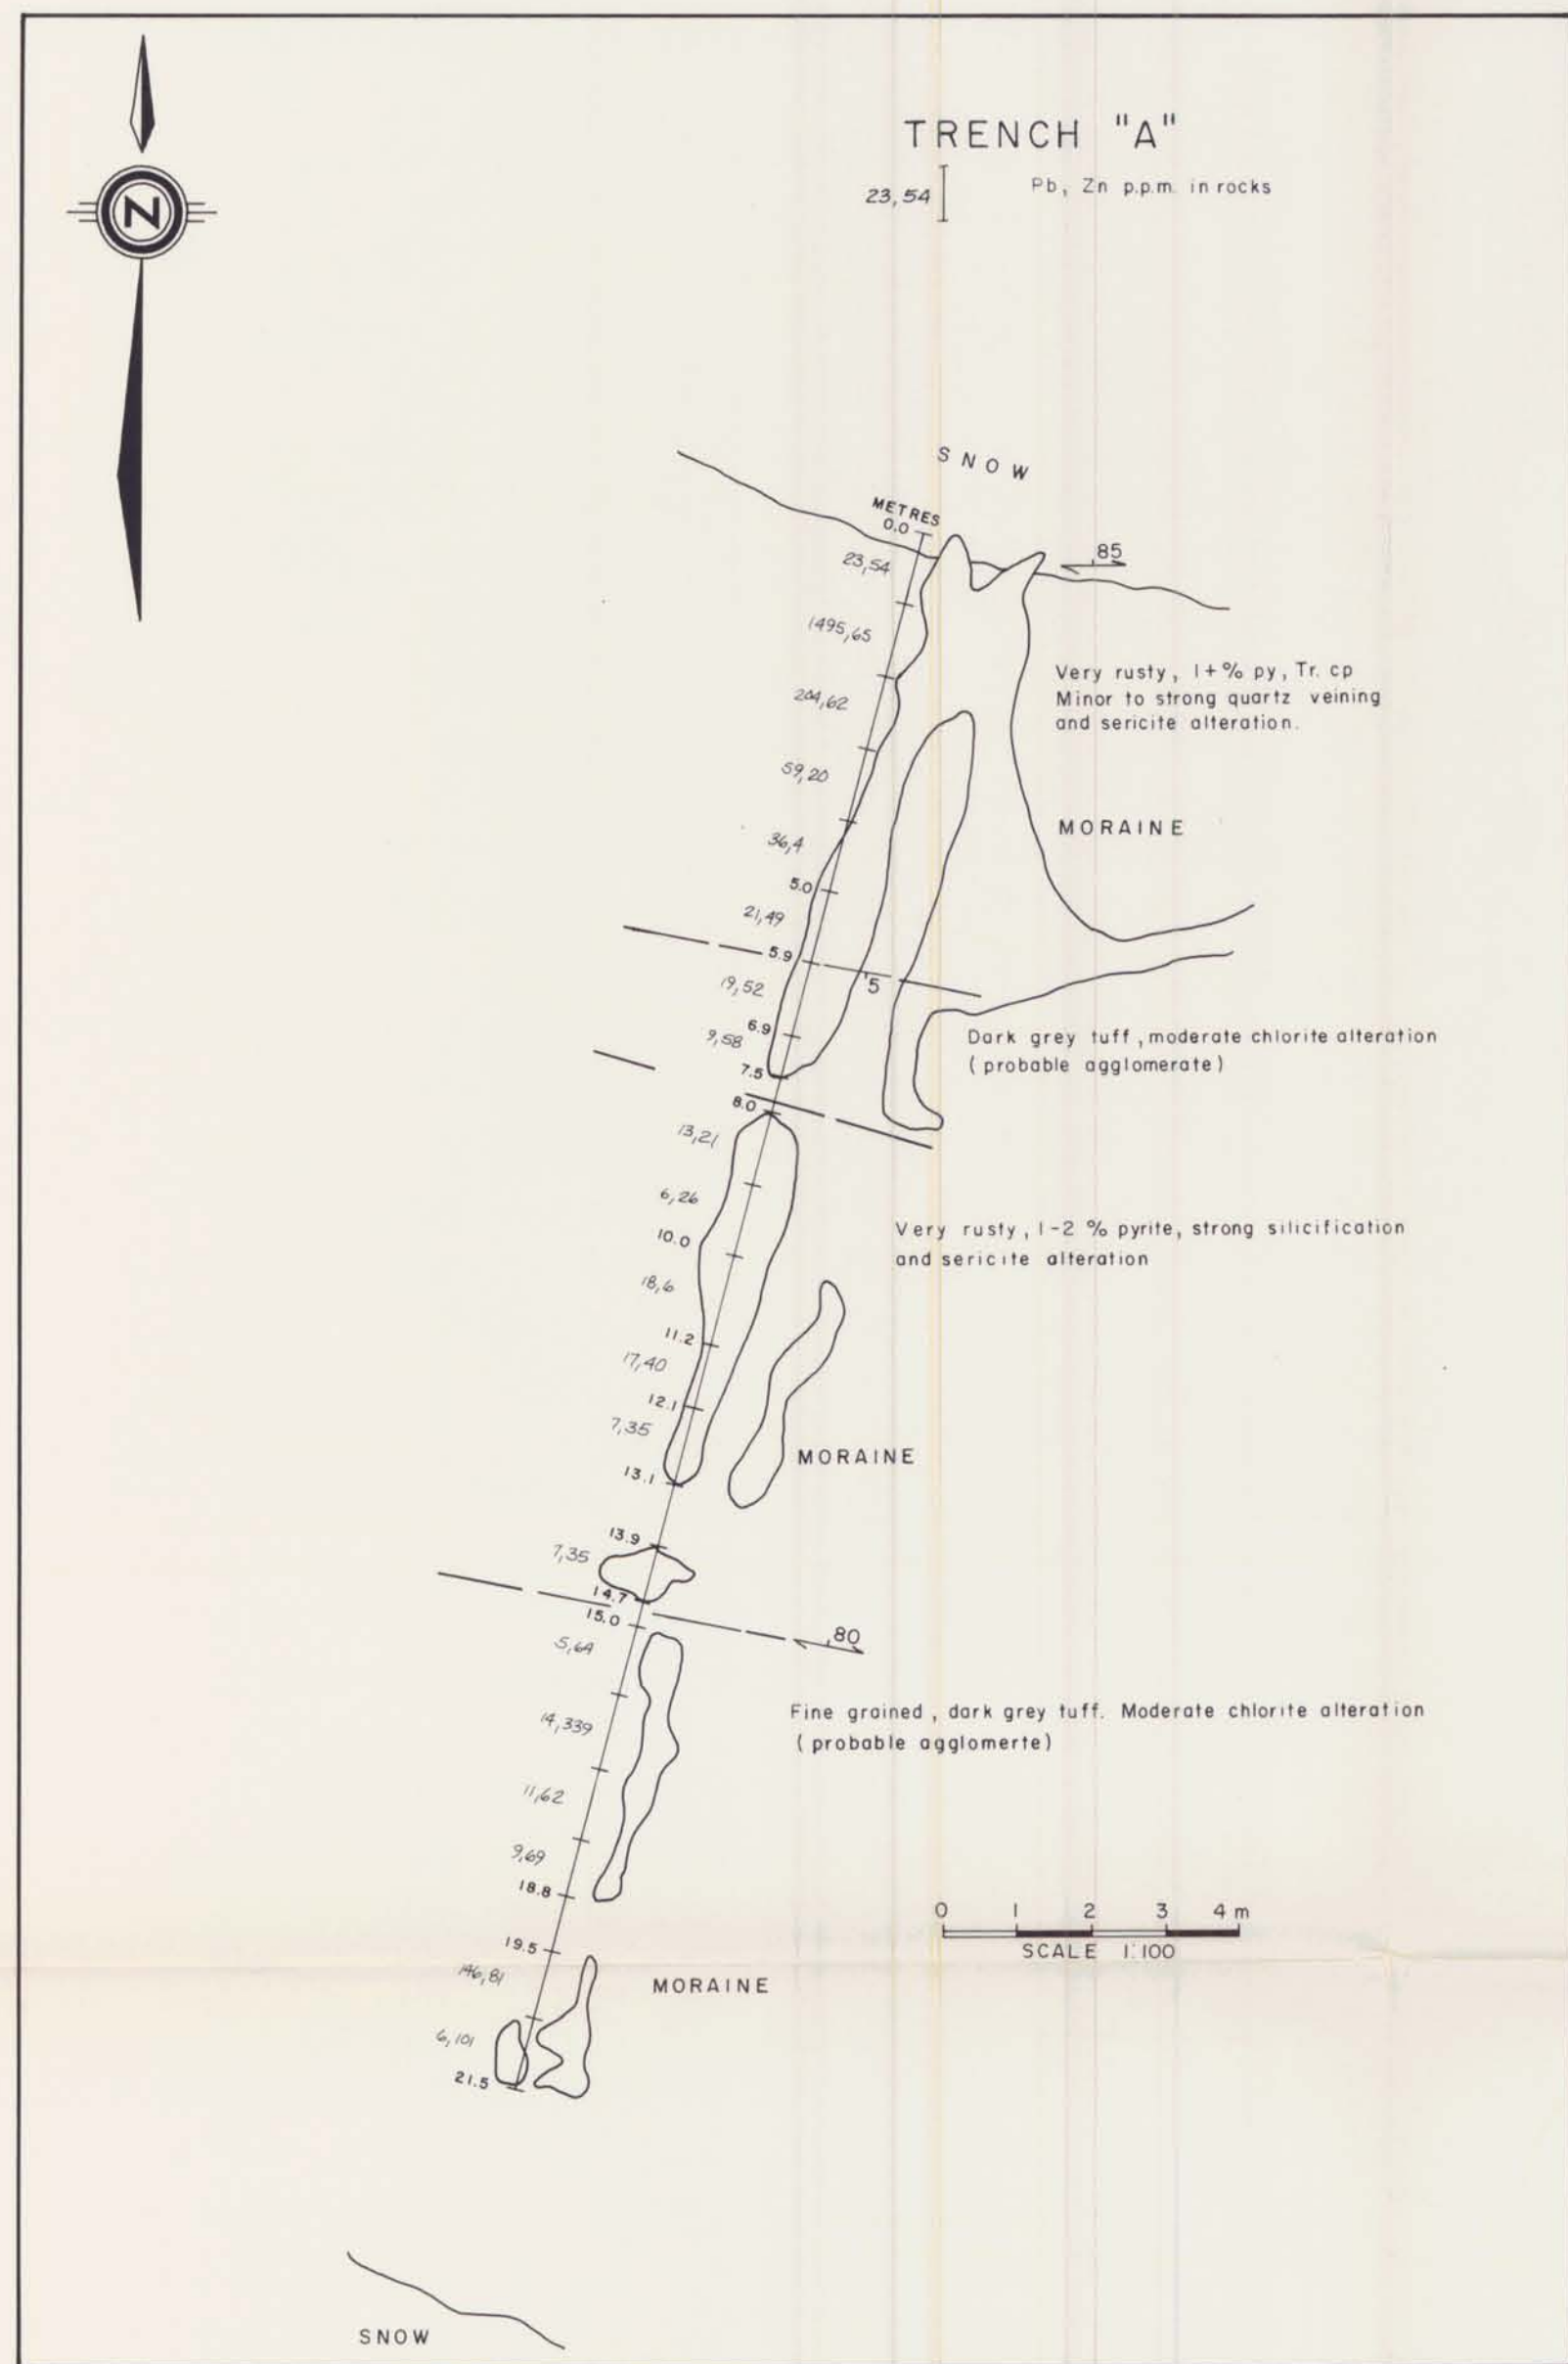 N
TRENCH "A"
23,54
Pb, Zn p.p.m. in rocks
SNOW
METRES
0.0
85
23,54
1495,65
Very rusty, 1+% py, Tr. cp
Minor to strong quartz veining
and sericite alteration.
204,62
59,20
MORAINE
36,4
5.0
21,49
5.9
5
19,52
6.9
9,58
Dark grey tuff, moderate chlorite alteration
(probable agglomerate)
7.5
8.0
13,21
6,26
10.0
Very rusty, 1-2 % pyrite, strong silicification
and sericite alteration
18,6
11.2
17,40
12.1
7,35
MORAINE
13.1
13.9
7,35
14.7
15.0
80
5,64
14,339
Fine grained, dark grey tuff. Moderate chlorite alteration
(probable agglomerte)
11,62
9,69
18.8
0 1 2 3 4 m
SCALE 1:100
19.5
146,81
MORAINE
6,101
21.5
SNOW